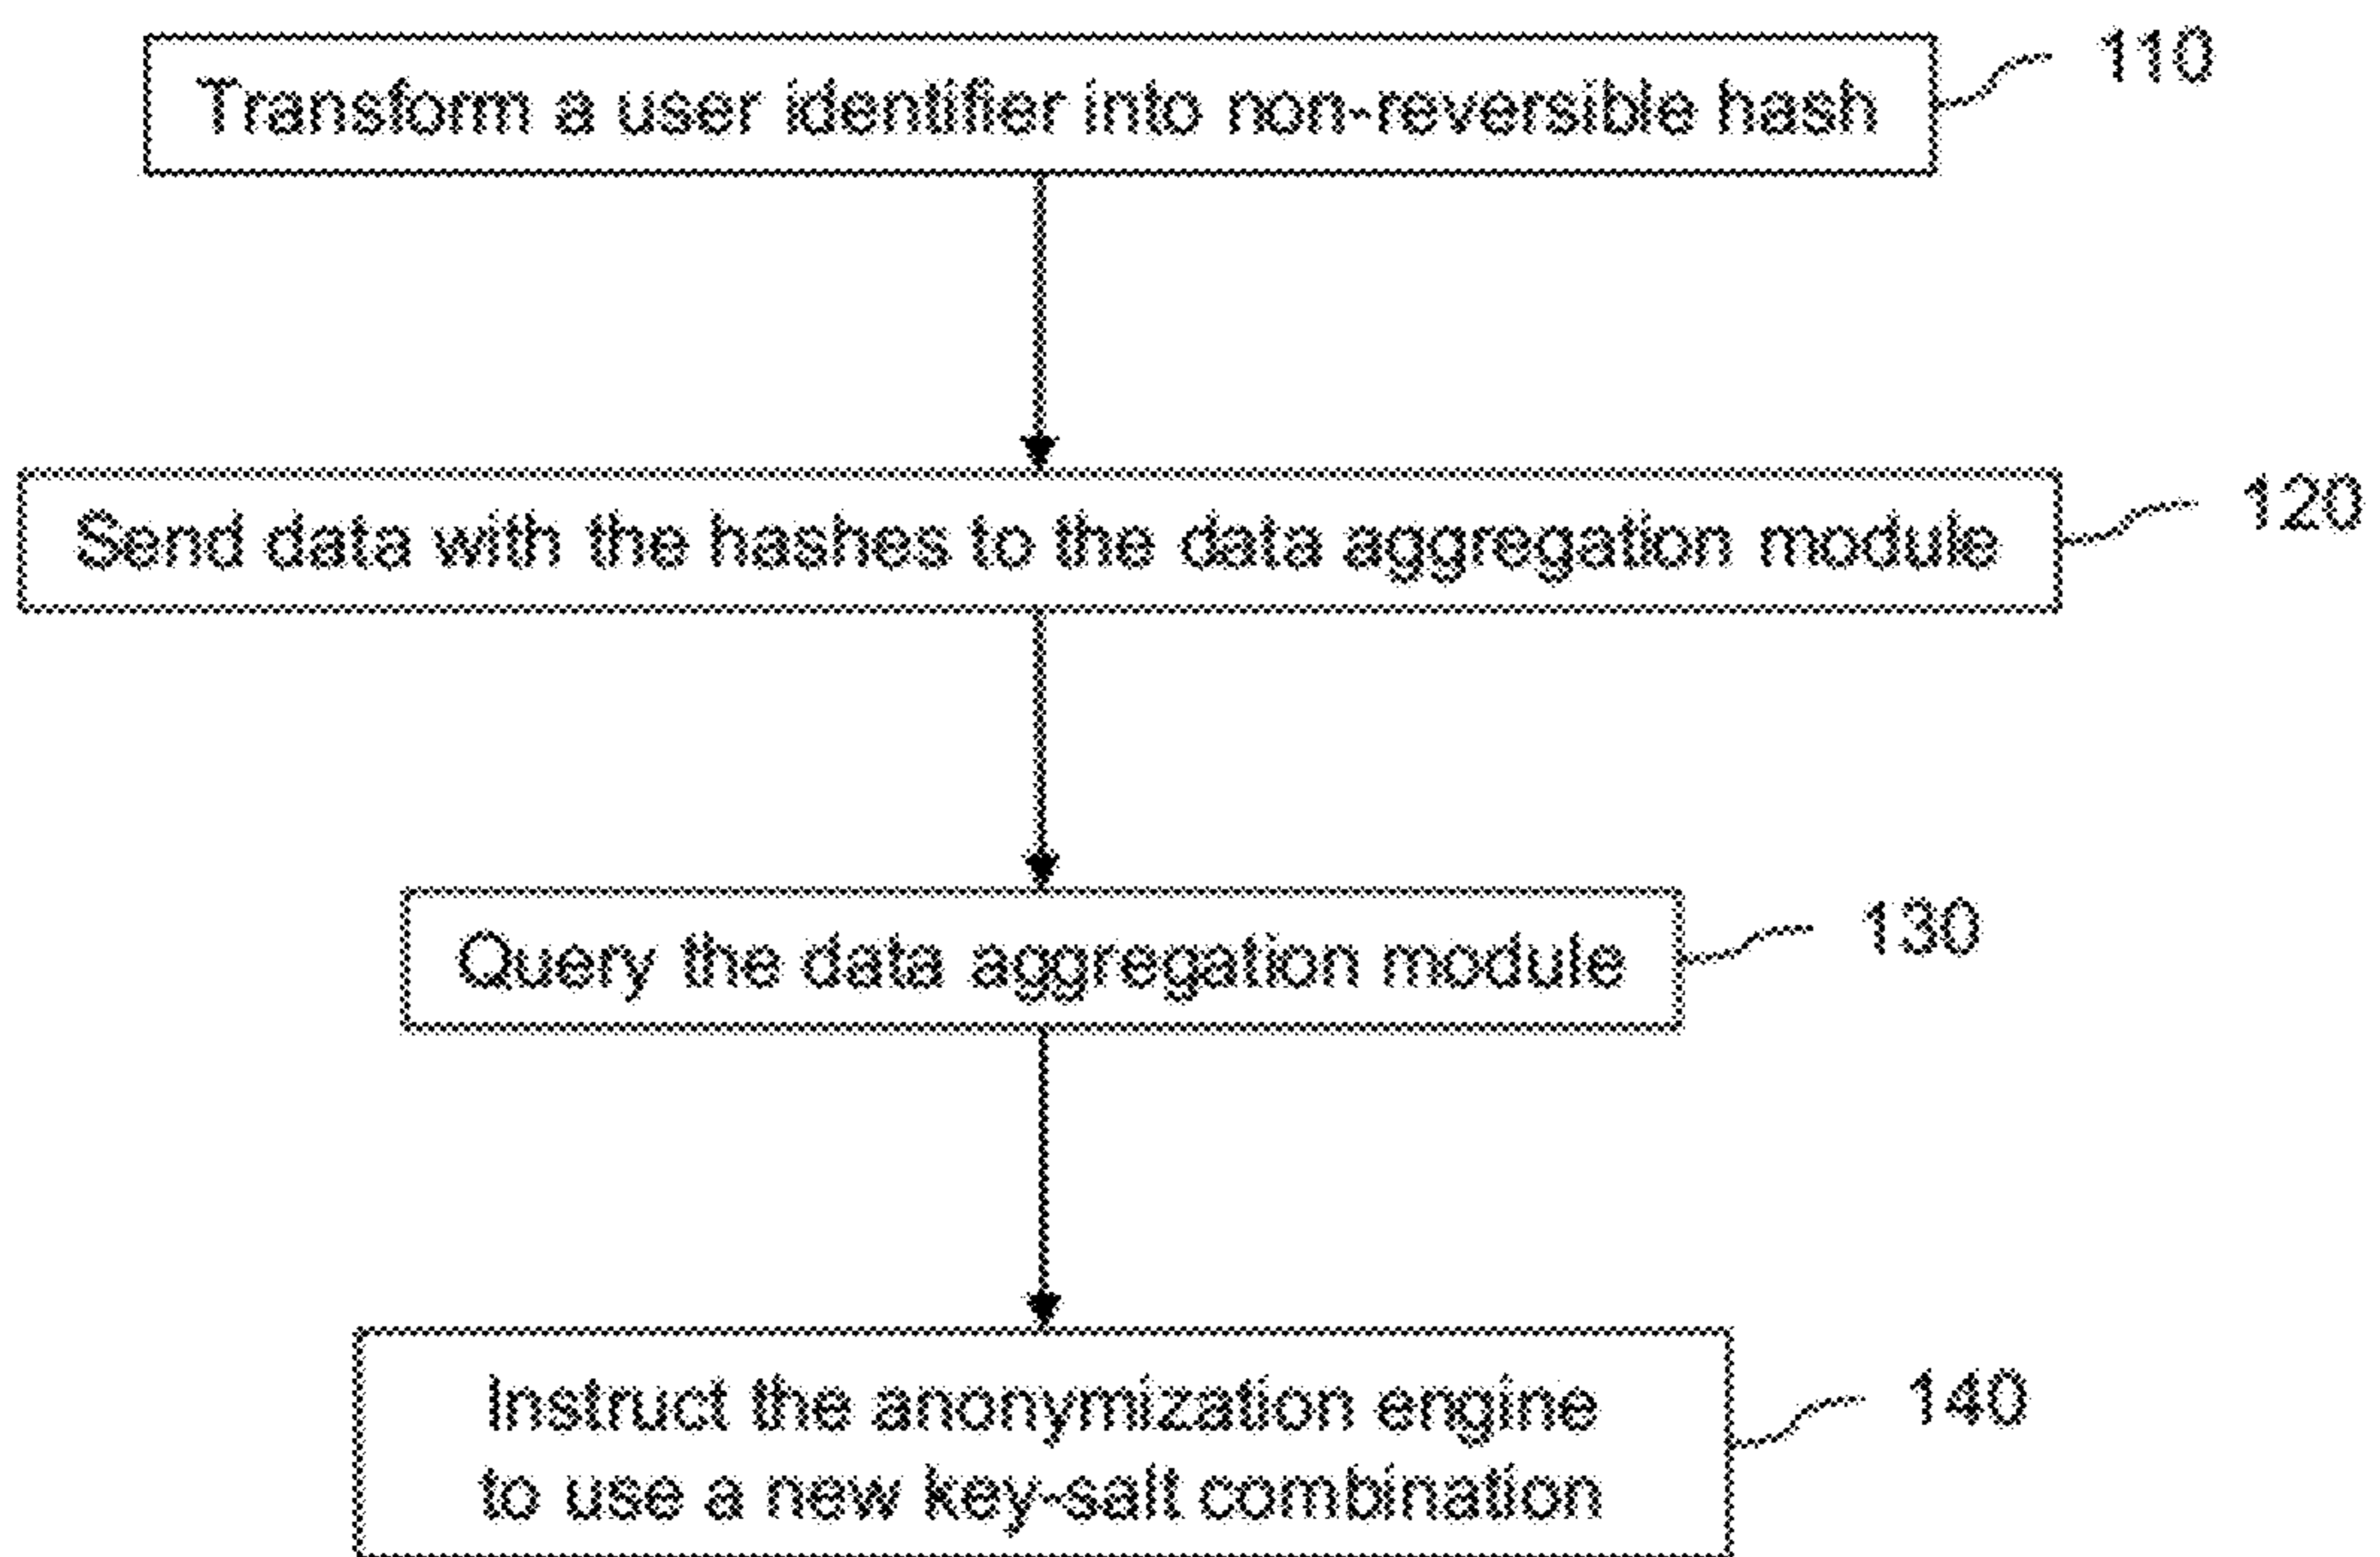 Transform a user identifier into non-reversible hash
110
Send data with the hashes to the data aggregation module
120
Query the data aggregation module
130
Instruct the anonymization engine
to use a new key-salt combination
140